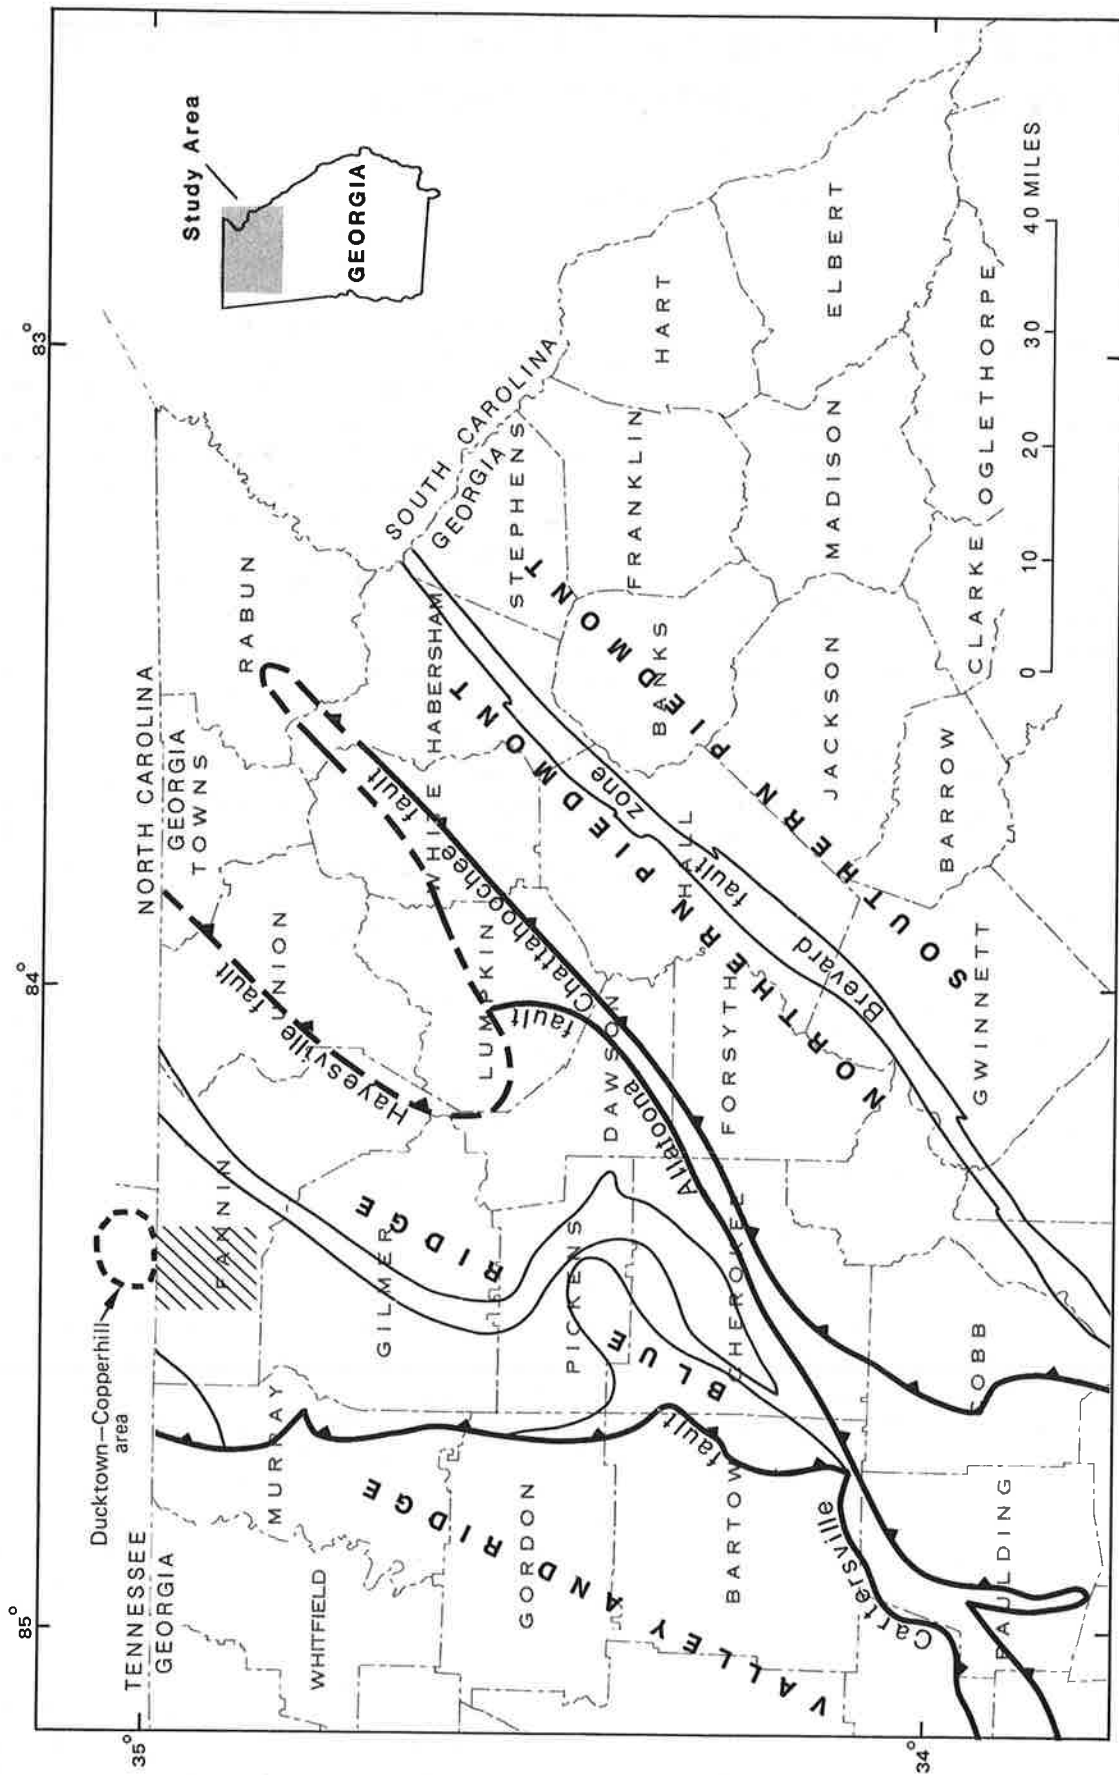 85°
84°
83°
35°
34°
TENNESSEE
GEORGIA
NORTH CAROLINA
GEORGIA
SOUTH CAROLINA
GEORGIA
Ducktown–Copperhill
area
Study Area
GEORGIA
WHITFIELD
MURRAY
FANNIN
UNION
TOWNS
RABUN
GILMER
GORDON
PICKENS
LUMPKIN
WHITE
HABERSHAM
STEPHENS
DAWSON
BARTOW
CHEROKEE
FORSYTH
HALL
BANKS
FRANKLIN
HART
PAULDING
COBB
GWINNETT
BARROW
JACKSON
MADISON
ELBERT
CLARKE
OGLETHORPE
VALLEY AND RIDGE
BLUE RIDGE
NORTHERN PIEDMONT
SOUTHERN PIEDMONT
Hayesville fault
Chattahoochee fault
Allatoona fault
Cartersville fault
Brevard fault zone
0 10 20 30 40 MILES